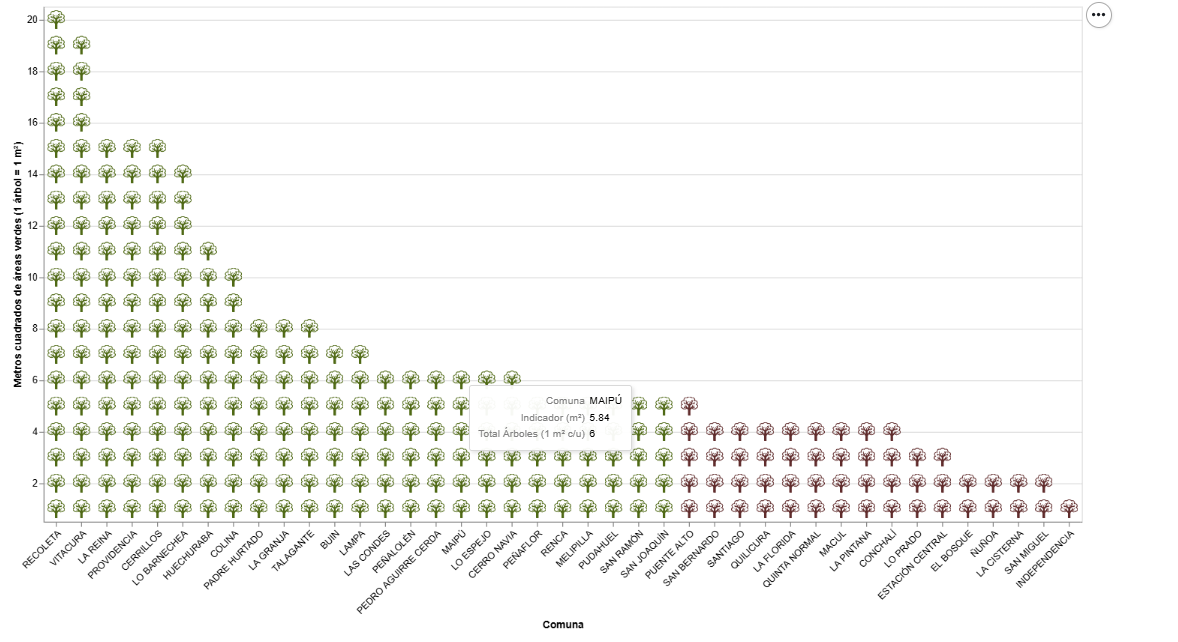 Metros cuadrados de áreas verdes (1 árbol = 1 m²)
20
18
16
14
12
10
8
6
4
2
Comuna MAIPÚ
Indicador (m²) 5.84
Total Árboles (1 m² c/u) 6
RECOLETA
VITACURA
LA REINA
PROVIDENCIA
CERRILLOS
LO BARNECHEA
HUECHURABA
COLINA
PADRE HURTADO
LA GRANJA
TALAGANTE
BUIN
LAMPA
LAS CONDES
PEÑALOLÉN
PEDRO AGUIRRE CERDA
MAIPÚ
LO ESPEJO
CERRO NAVIA
PEÑAFLOR
RENCA
MELIPILLA
PUDAHUEL
SAN RAMÓN
SAN JOAQUÍN
PUENTE ALTO
SAN BERNARDO
SANTIAGO
QUILICURA
LA FLORIDA
QUINTA NORMAL
MACUL
LA PINTANA
CONCHALÍ
LO PRADO
ESTACIÓN CENTRAL
EL BOSQUE
ÑUÑOA
LA CISTERNA
SAN MIGUEL
INDEPENDENCIA
Comuna